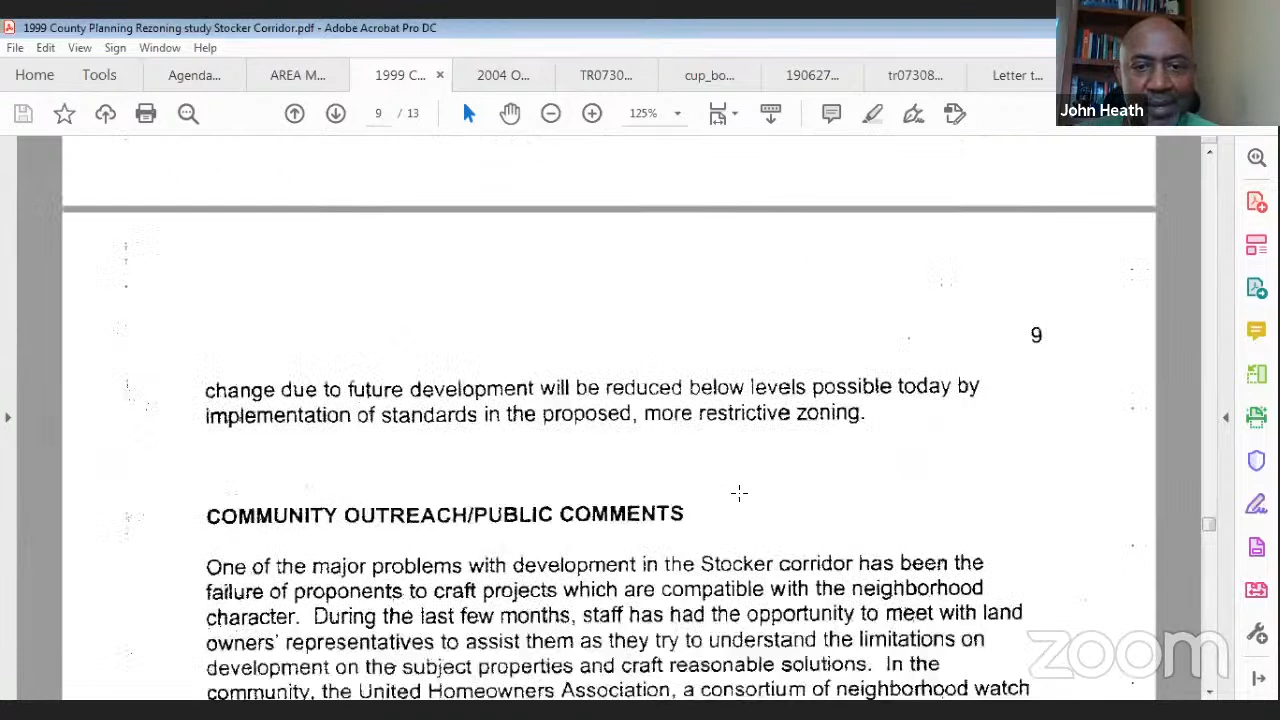 1999 County Planning Rezoning study Stocker Corridor.pdf - Adobe Acrobat Pro DC
File Edit View Sign Window Help
Home Tools Agenda... AREA M... 1999 C... × 2004 O... TR0730... cup_bo... 190627... tr07308... Letter t...
9 / 13 125%
John Heath
9
change due to future development will be reduced below levels possible today by
implementation of standards in the proposed, more restrictive zoning.
COMMUNITY OUTREACH/PUBLIC COMMENTS
One of the major problems with development in the Stocker corridor has been the
failure of proponents to craft projects which are compatible with the neighborhood
character. During the last few months, staff has had the opportunity to meet with land
owners' representatives to assist them as they try to understand the limitations on
development on the subject properties and craft reasonable solutions. In the
community, the United Homeowners Association, a consortium of neighborhood watch
zoom